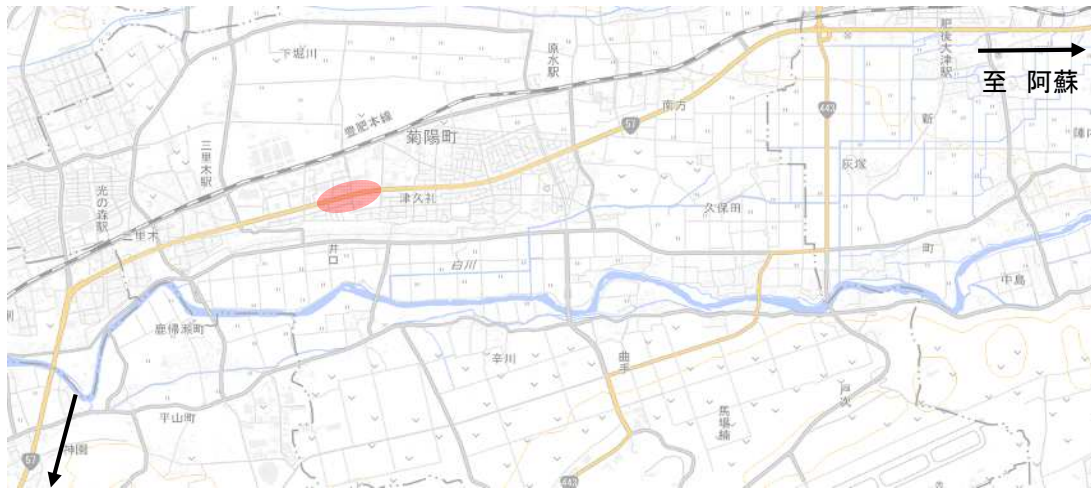 下堀川
原水駅
肥後大津駅
至 阿蘇
豊肥本線
菊陽町
57
南方
443
新
陣内
三里木駅
灰塚
光の森駅
津久礼
久保田
三里木
井口
白川
町
中島
鹿帰瀬町
辛川
曲手
戸次
平山町
馬場楠
神園
57
443